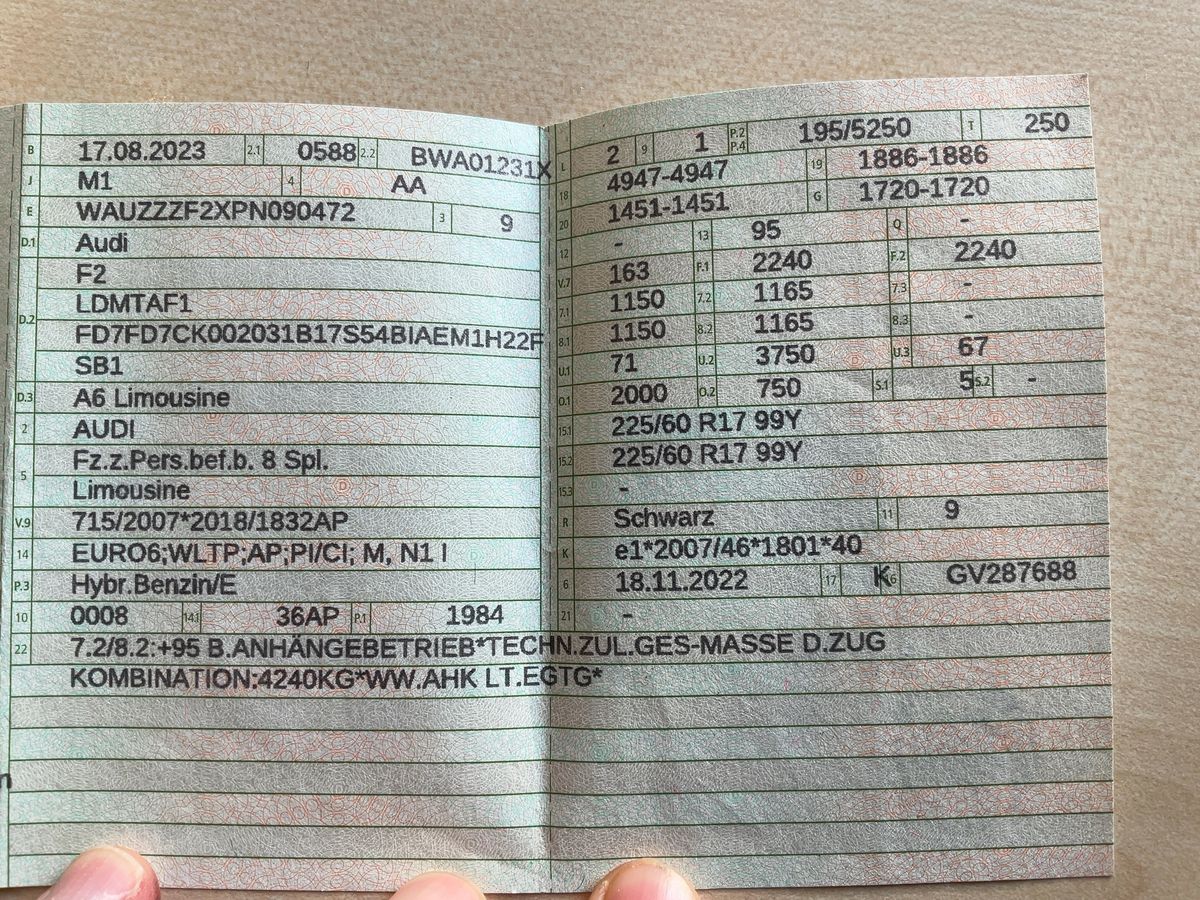 B 17.08.2023 2.1 0588 2.2 BWA01231X
J M1 4 AA
E WAUZZZF2XPN090472 3 9
D.1 Audi
F2
D.2 LDMTAF1
FD7FD7CK002031B17S54BIAEM1H22F
SB1
D.3 A6 Limousine
2 AUDI
5 Fz.z.Pers.bef.b. 8 Spl.
Limousine
V.9 715/2007*2018/1832AP
14 EURO6;WLTP;AP;PI/CI; M, N1 I
P.3 Hybr.Benzin/E
10 0008 14.1 36AP P.1 1984
22 7.2/8.2:+95 B.ANHÄNGEBETRIEB*TECHN.ZUL.GES-MASSE D.ZUG
KOMBINATION:4240KG*WW.AHK LT.EGTG*
L 2 9 1 P.2 P.4 195/5250 T 250
18 4947-4947 19 1886-1886
20 1451-1451 G 1720-1720
12 - 13 95 Q -
V.7 163 F.1 2240 F.2 2240
7.1 1150 7.2 1165 7.3 -
8.1 1150 8.2 1165 8.3 -
U.1 71 U.2 3750 U.3 67
O.1 2000 O.2 750 S.1 5 S.2 -
15.1 225/60 R17 99Y
15.2 225/60 R17 99Y
15.3 -
R Schwarz 11 9
K e1*2007/46*1801*40
6 18.11.2022 17 K 16 GV287688
21 -